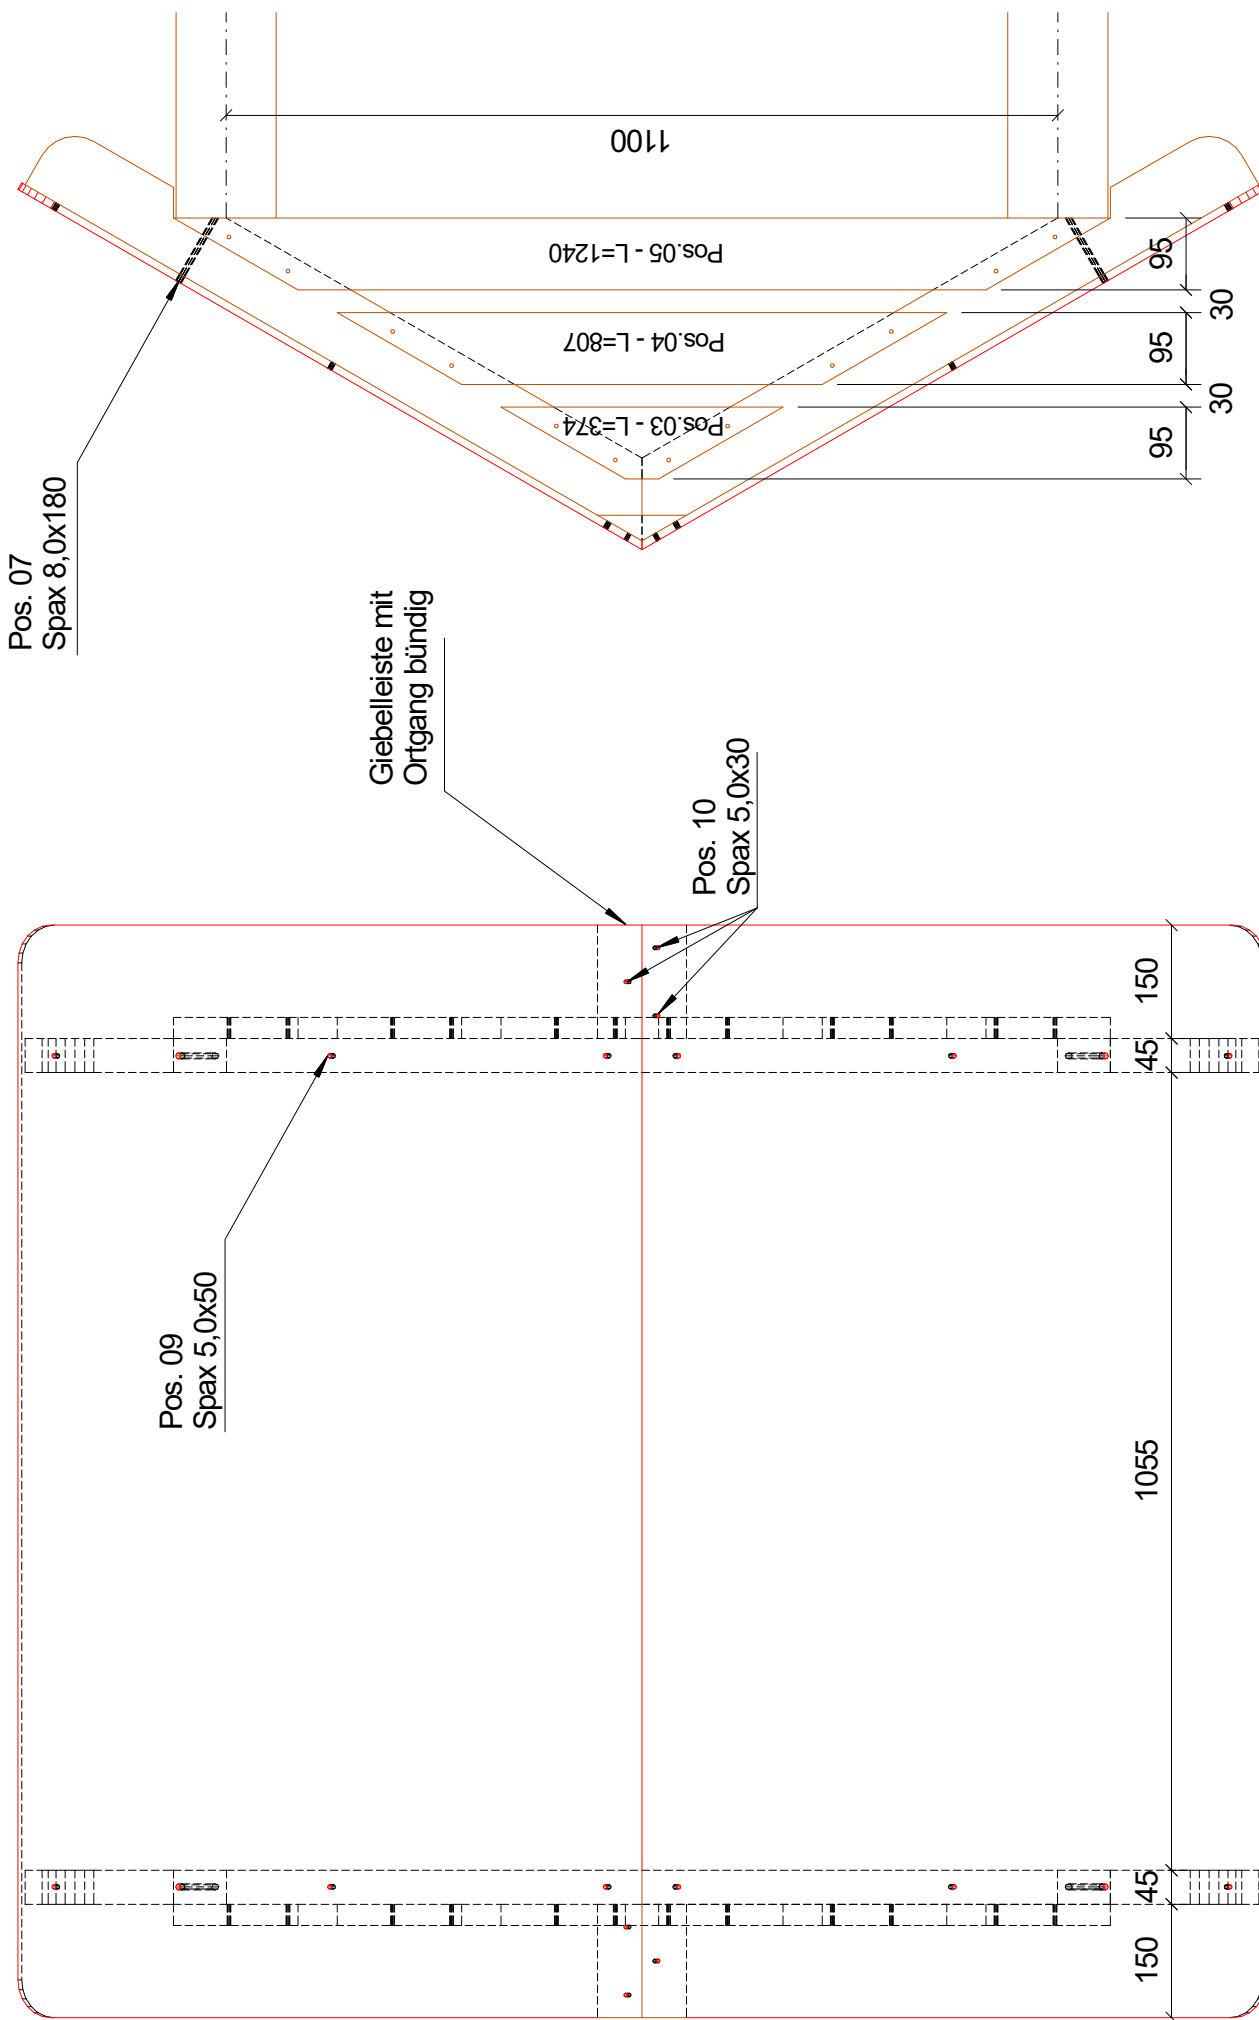 Pos. 07
Spax 8,0x180
1100
Pos.05 - L=1240
Pos.04 - L=807
Pos.03 - L=374
95
30
95
30
95
Giebelleiste mit
Ortgang bündig
Pos. 10
Spax 5,0x30
Pos. 09
Spax 5,0x50
150
45
1055
45
150